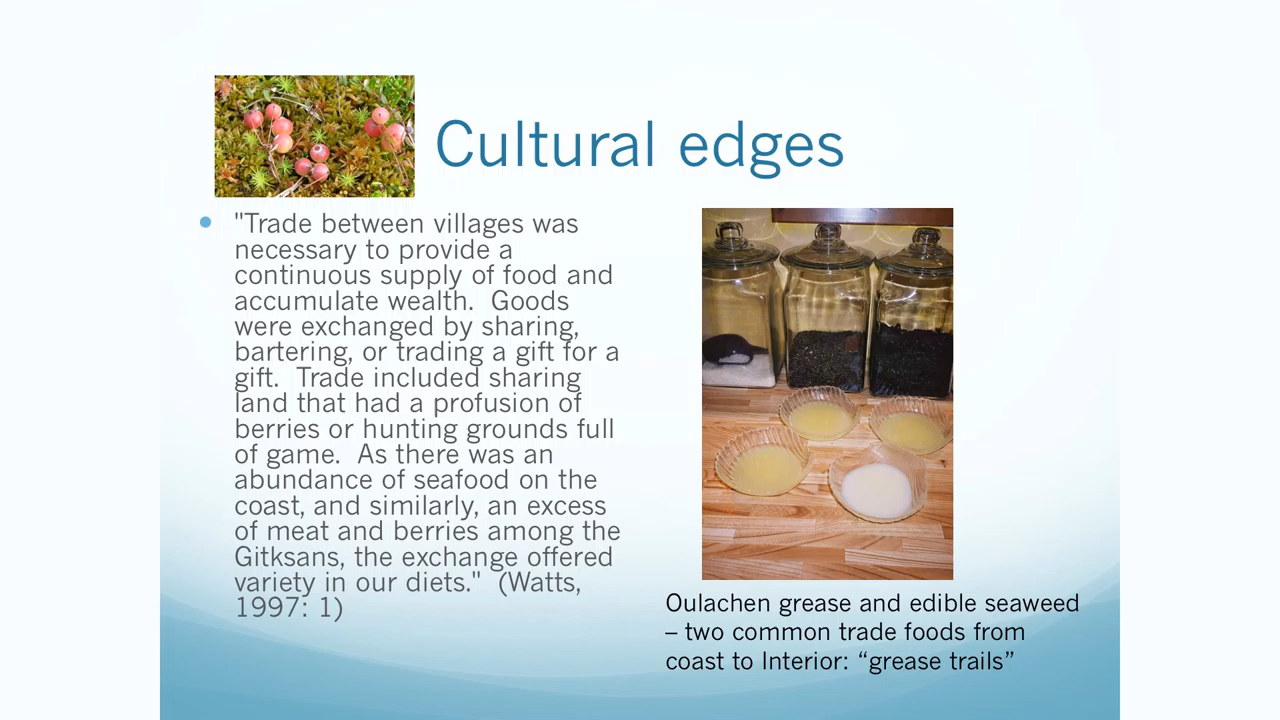 Cultural edges
"Trade between villages was
necessary to provide a
continuous supply of food and
accumulate wealth.  Goods
were exchanged by sharing,
bartering, or trading a gift for a
gift.  Trade included sharing
land that had a profusion of
berries or hunting grounds full
of game.  As there was an
abundance of seafood on the
coast, and similarly, an excess
of meat and berries among the
Gitksans, the exchange offered
variety in our diets."  (Watts,
1997: 1)
Oulachen grease and edible seaweed
– two common trade foods from
coast to Interior: “grease trails”